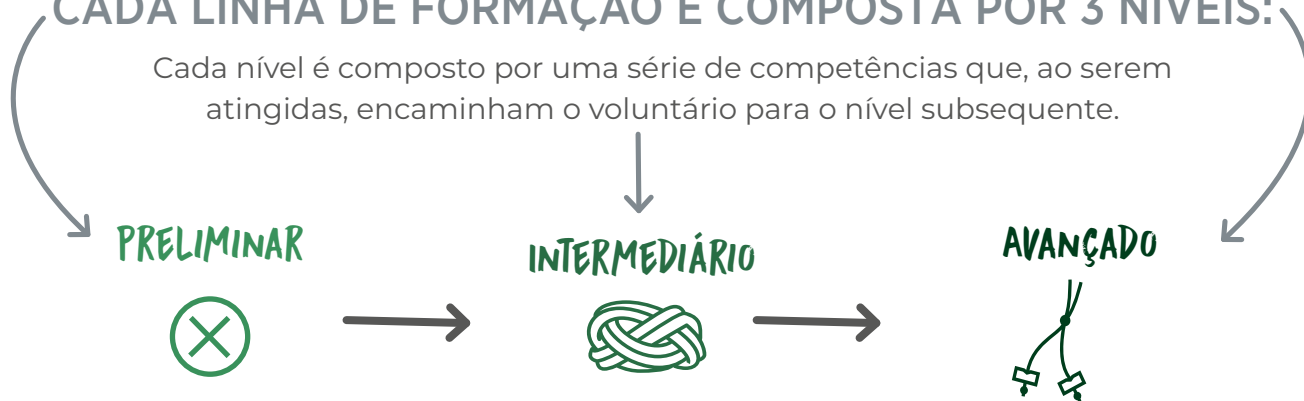 CADA LINHA DE FORMAÇÃO É COMPOSTA POR 3 NÍVEIS:
Cada nível é composto por uma série de competências que, ao serem
atingidas, encaminham o voluntário para o nível subsequente.
PRELIMINAR
INTERMEDIÁRIO
AVANÇADO